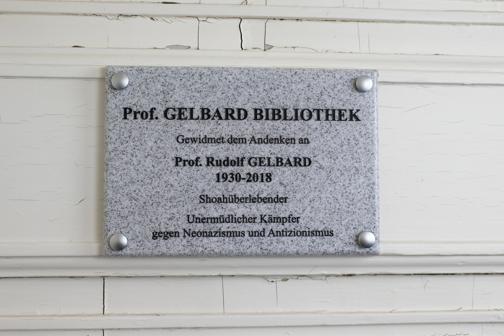 Prof. GELBARD BIBLIOTHEK
Gewidmet dem Andenken an
Prof. Rudolf GELBARD
1930-2018
Shoahüberlebender
Unermüdlicher Kämpfer
gegen Neonazismus und Antizionismus